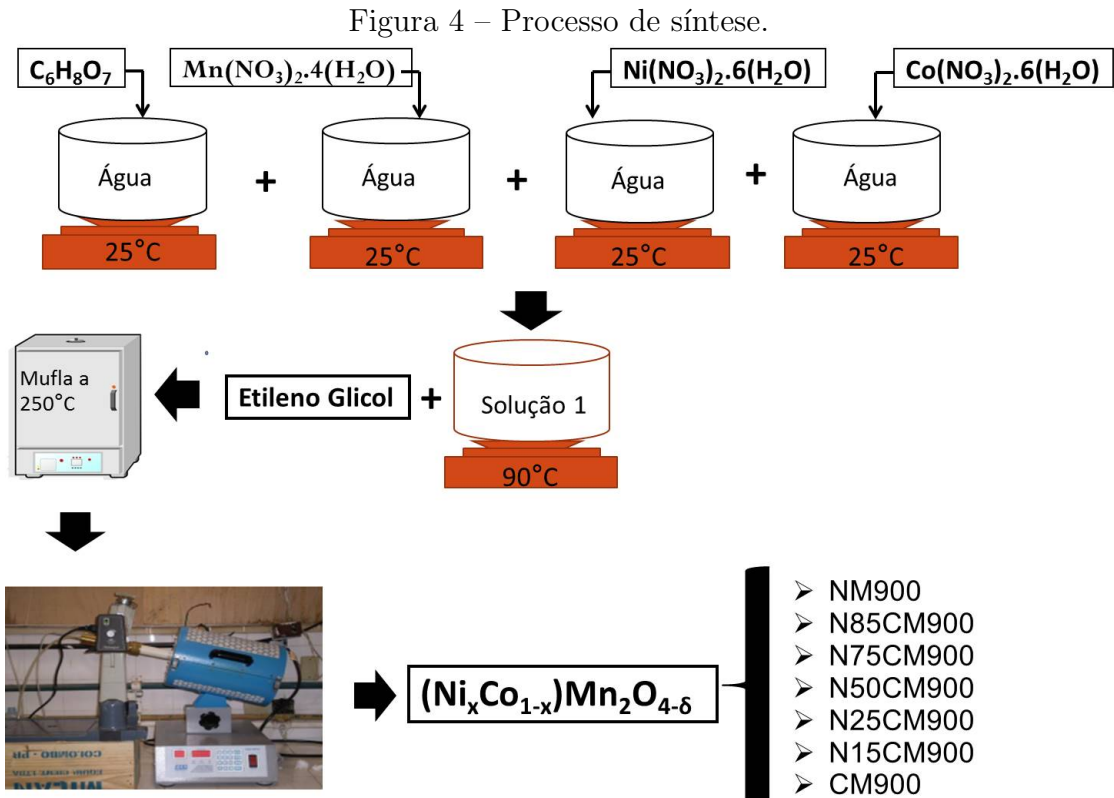 Figura 4 – Processo de síntese.
C₆H₈O₇
Mn(NO₃)₂.4(H₂O)
Ni(NO₃)₂.6(H₂O)
Co(NO₃)₂.6(H₂O)
Água + Água + Água + Água
25°C 25°C 25°C 25°C
Mufla a
250°C
Etileno Glicol + Solução 1
90°C
COLOMBO - PR
(NiₓCo₁₋ₓ)Mn₂O₄₋δ
➢ NM900
➢ N85CM900
➢ N75CM900
➢ N50CM900
➢ N25CM900
➢ N15CM900
➢ CM900